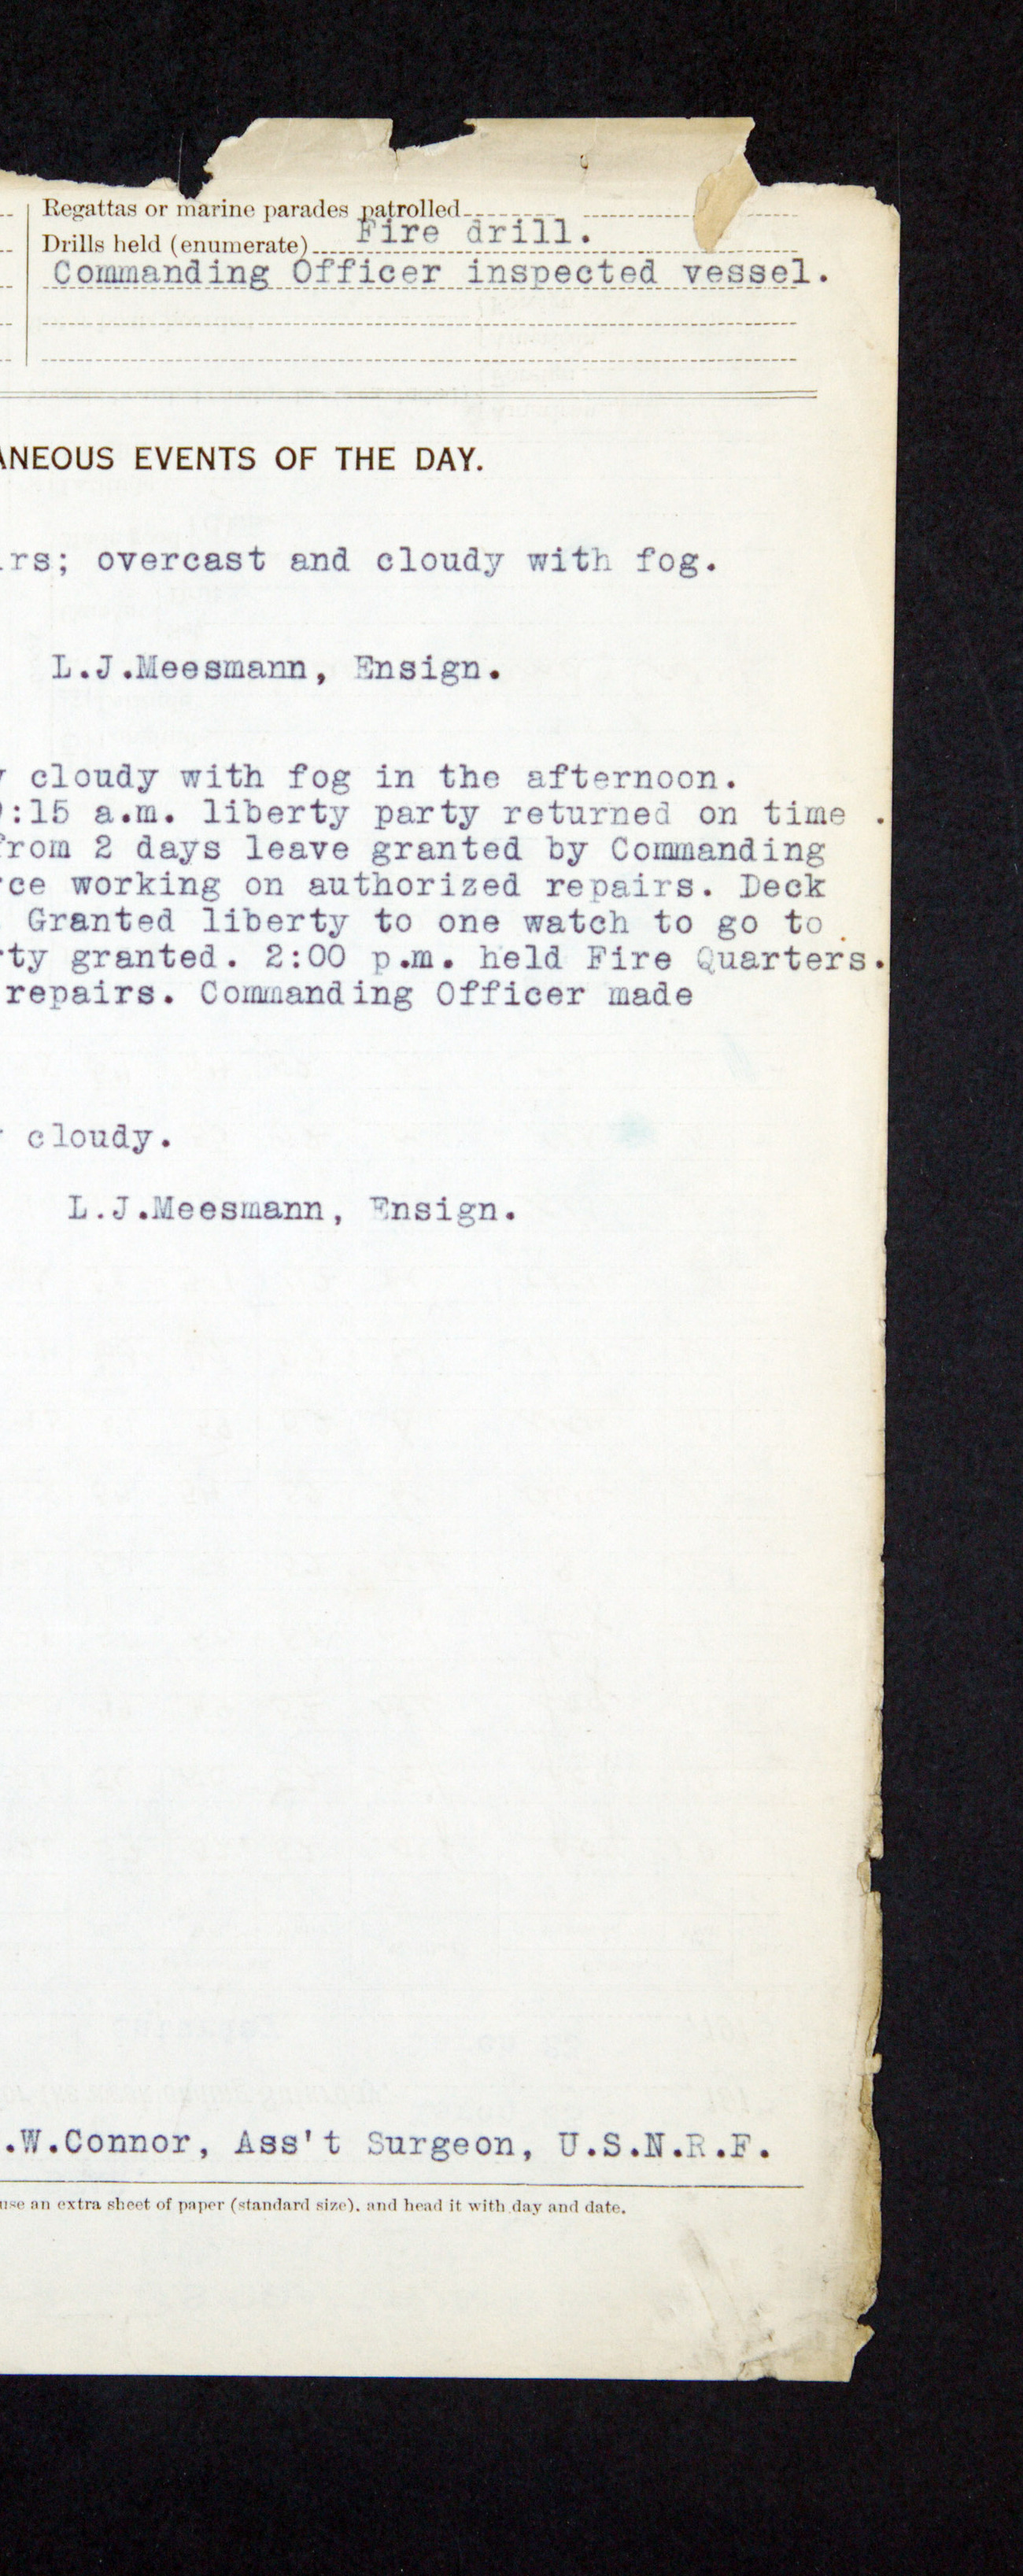 Regattas or marine parades patrolled
Drills held (enumerate) Fire drill.
Commanding Officer inspected vessel.
ANEOUS EVENTS OF THE DAY.
rs; overcast and cloudy with fog.
L.J.Meesmann, Ensign.
cloudy with fog in the afternoon.
:15 a.m. liberty party returned on time .
from 2 days leave granted by Commanding
rce working on authorized repairs. Deck
Granted liberty to one watch to go to
rty granted. 2:00 p.m. held Fire Quarters.
repairs. Commanding Officer made
cloudy.
L.J.Meesmann, Ensign.
.W.Connor, Ass't Surgeon, U.S.N.R.F.
use an extra sheet of paper (standard size), and head it with day and date.